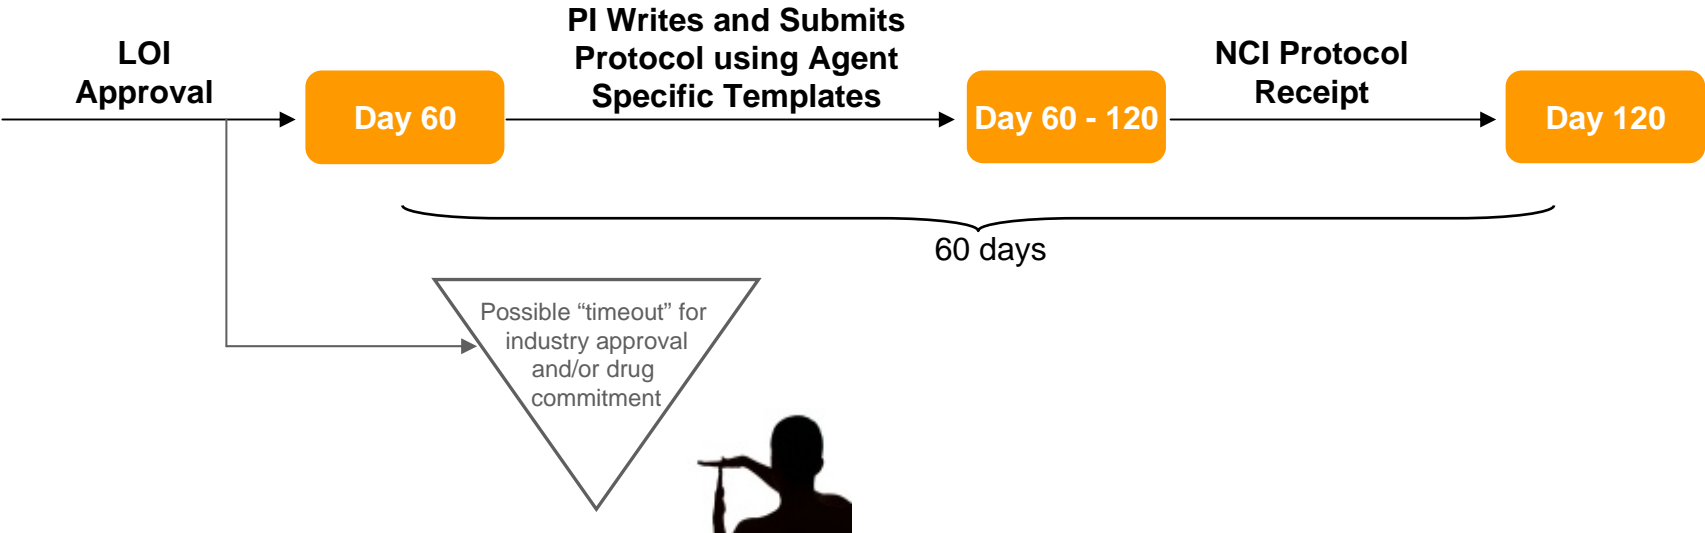 LOI
Approval
Day 60
PI Writes and Submits
Protocol using Agent
Specific Templates
Day 60 - 120
NCI Protocol
Receipt
Day 120
60 days
Possible “timeout” for
industry approval
and/or drug
commitment